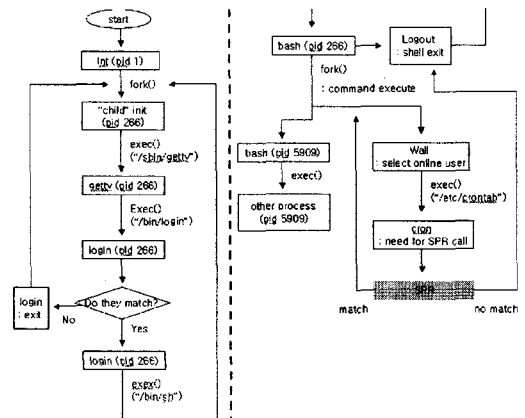 start
int (pid 1)
fork()
"child" init
(pid 266)
exec()
("/sbin/getty")
getty (pid 266)
Exec()
("/bin/login")
login (pid 266)
Do they match?
login
: exit
No
Yes
login (pid 266)
("/bin/sh")
bash (pid 266)
Logout
: shell exit
fork()
: command execute
bash (pid 5909)
exec()
other process
(pid 5909)
Wall
: select online user
exec()
("/etc/crontab")
cron
: need for SPR call
SPR
match
no match